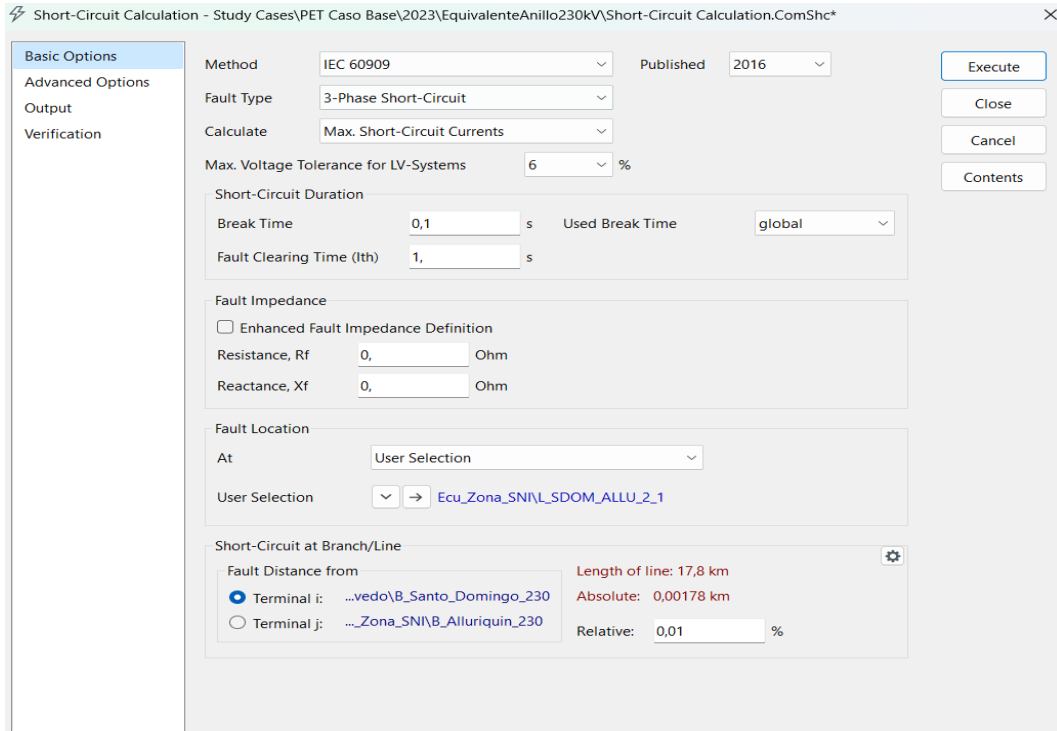 Short-Circuit Calculation - Study Cases\PET Caso Base\2023\EquivalenteAnillo230kV\Short-Circuit Calculation.ComShc*
Basic Options
Advanced Options
Output
Verification
Method IEC 60909 Published 2016
Fault Type 3-Phase Short-Circuit
Calculate Max. Short-Circuit Currents
Max. Voltage Tolerance for LV-Systems 6 %
Short-Circuit Duration
Break Time 0,1 s Used Break Time global
Fault Clearing Time (Ith) 1, s
Fault Impedance
Enhanced Fault Impedance Definition
Resistance, Rf 0, Ohm
Reactance, Xf 0, Ohm
Fault Location
At User Selection
User Selection Ecu_Zona_SNI\L_SDOM_ALLU_2_1
Short-Circuit at Branch/Line
Fault Distance from
Terminal i: ...vedo\B_Santo_Domingo_230
Terminal j: ..._Zona_SNI\B_Alluriquin_230
Length of line: 17,8 km
Absolute: 0,00178 km
Relative: 0,01 %
Execute
Close
Cancel
Contents